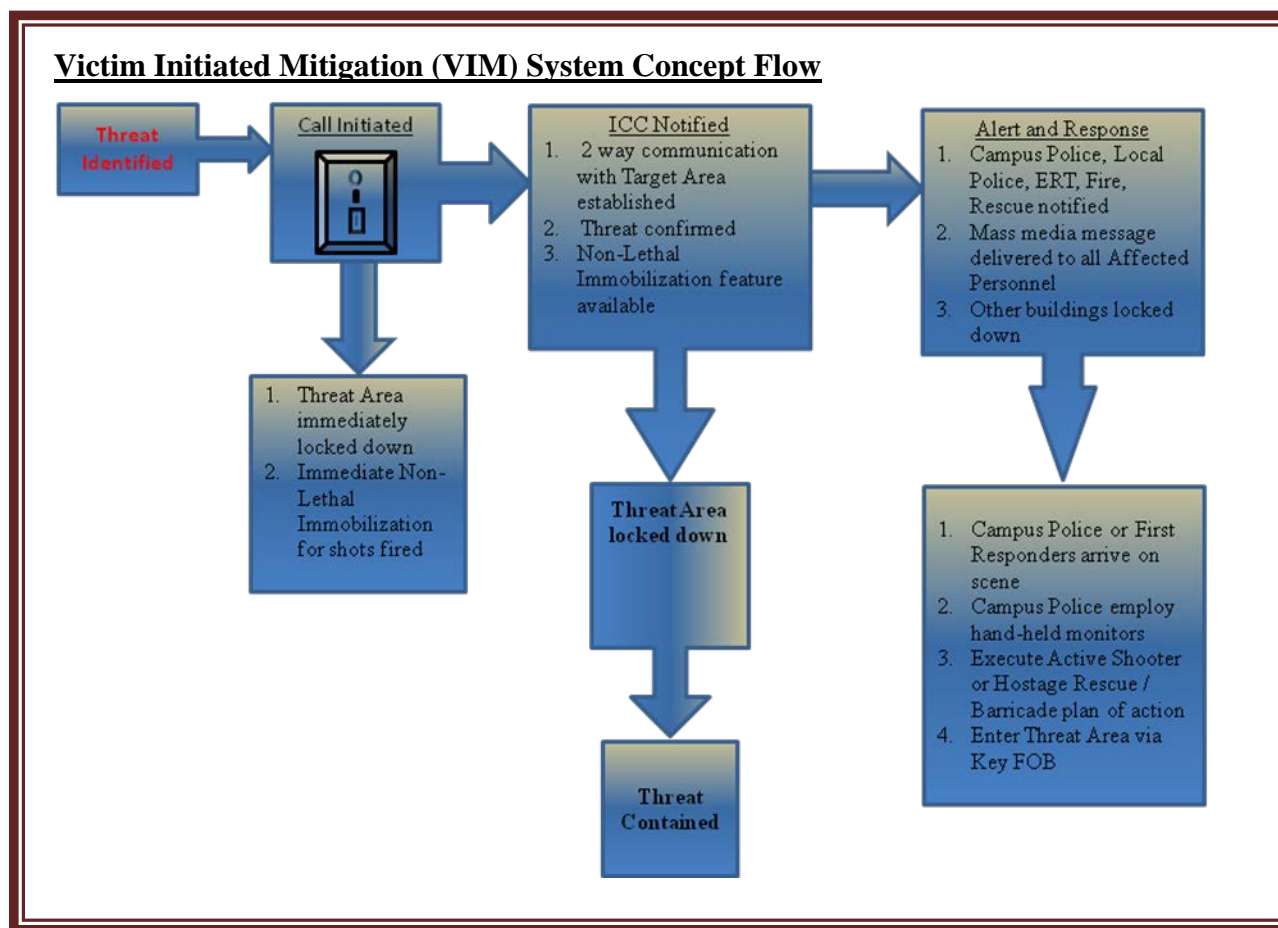 Victim Initiated Mitigation (VIM) System Concept Flow
Threat
Identified
Call Initiated
ICC Notified
1. 2 way communication
with Target Area
established
2. Threat confirmed
3. Non-Lethal
Immobilization feature
available
Alert and Response
1. Campus Police, Local
Police, ERT, Fire,
Rescue notified
2. Mass media message
delivered to all Affected
Personnel
3. Other buildings locked
down
1. Threat Area
immediately
locked down
2. Immediate Non-
Lethal
Immobilization
for shots fired
Threat Area
locked down
Threat
Contained
1. Campus Police or First
Responders arrive on
scene
2. Campus Police employ
hand-held monitors
3. Execute Active Shooter
or Hostage Rescue /
Barricade plan of action
4. Enter Threat Area via
Key FOB